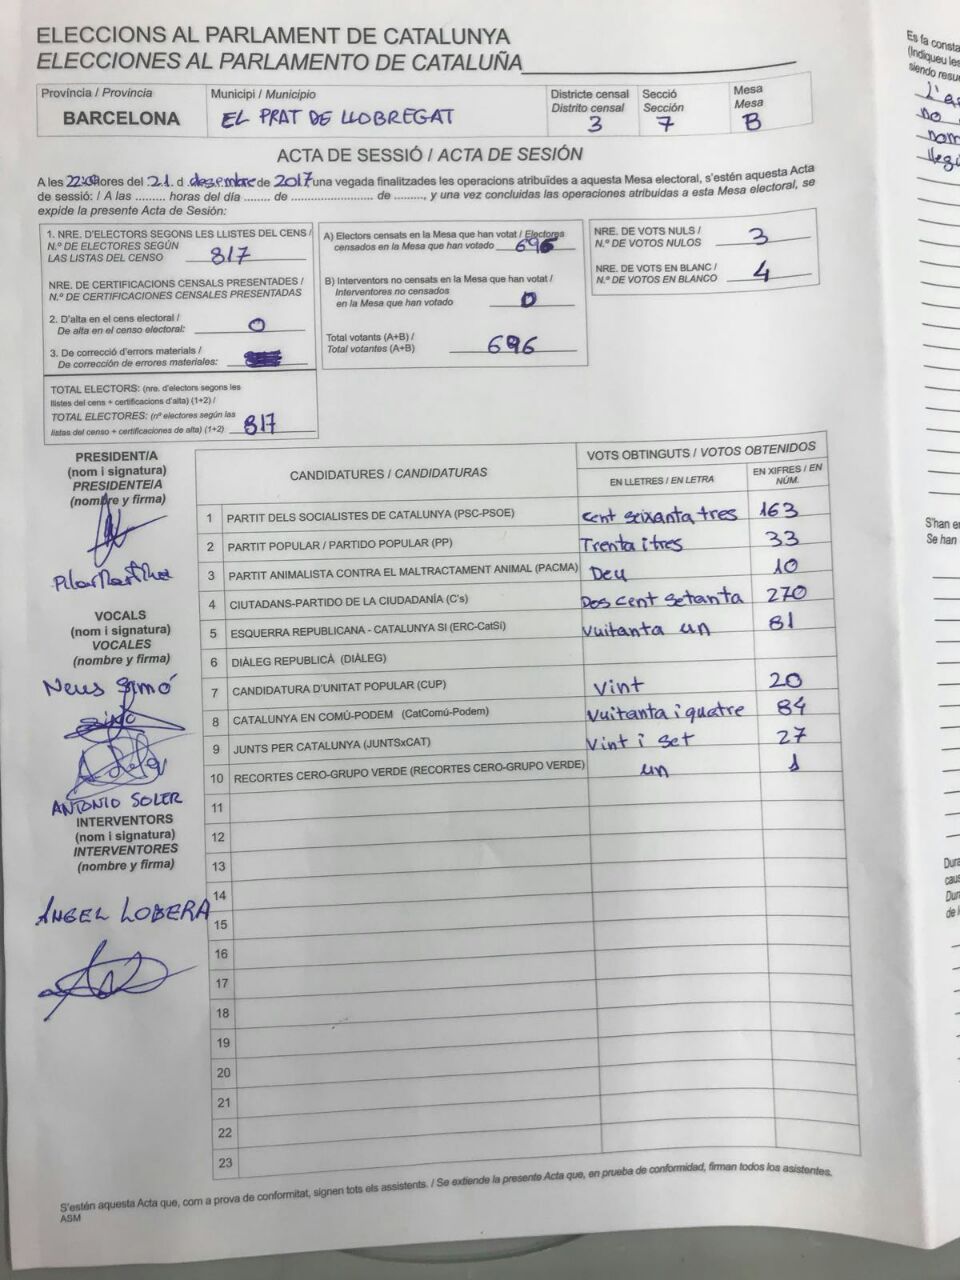 ELECCIONS AL PARLAMENT DE CATALUNYA
ELECCIONES AL PARLAMENTO DE CATALUÑA
Província / Provincia
BARCELONA
Municipi / Municipio
EL PRAT DE LLOBREGAT
Districte censal
Distrito censal
3
Secció
Sección
7
Mesa
Mesa
B
ACTA DE SESSIÓ / ACTA DE SESIÓN
A les 22:00 hores del 21. d desembre de 2017 una vegada finalitzades les operacions atribuïdes a aquesta Mesa electoral, s'estén aquesta Acta
de sessió: / A las ......... horas del día ........ de ........................... de ........, y una vez concluidas las operaciones atribuidas a esta Mesa electoral, se
expide la presente Acta de Sesión:
1. NRE. D'ELECTORS SEGONS LES LLISTES DEL CENS /
N.º DE ELECTORES SEGÚN
LAS LISTAS DEL CENSO 817
NRE. DE CERTIFICACIONS CENSALS PRESENTADES /
N.º DE CERTIFICACIONES CENSALES PRESENTADAS
2. D'alta en el cens electoral /
De alta en el censo electoral: 0
3. De correcció d'errors materials /
De corrección de errores materiales:
TOTAL ELECTORS: (nre. d'electors segons les
llistes del cens + certificacions d'alta) (1+2) /
TOTAL ELECTORES: (nº electores según las
listas del censo + certificaciones de alta) (1+2) 817
A) Electors censats en la Mesa que han votat / Electores
censados en la Mesa que han votado 696
B) Interventors no censats en la Mesa que han votat /
Interventores no censados
en la Mesa que han votado 0
Total votants (A+B) /
Total votantes (A+B) 696
NRE. DE VOTS NULS /
N.º DE VOTOS NULOS 3
NRE. DE VOTS EN BLANC /
N.º DE VOTOS EN BLANCO 4
PRESIDENT/A
(nom i signatura)
PRESIDENTE/A
(nombre y firma)
VOCALS
(nom i signatura)
VOCALES
(nombre y firma)
Neus
ANTONIO SOLER
INTERVENTORS
(nom i signatura)
INTERVENTORES
(nombre y firma)
ÀNGEL LOBERA
CANDIDATURES / CANDIDATURAS
VOTS OBTINGUTS / VOTOS OBTENIDOS
EN LLETRES / EN LETRA
EN XIFRES / EN
NÚM.
1 PARTIT DELS SOCIALISTES DE CATALUNYA (PSC-PSOE) Cent seixanta tres 163
2 PARTIT POPULAR / PARTIDO POPULAR (PP) Trenta i tres 33
3 PARTIT ANIMALISTA CONTRA EL MALTRACTAMENT ANIMAL (PACMA) Deu 10
4 CIUTADANS-PARTIDO DE LA CIUDADANÍA (C's) Dos cent setanta 270
5 ESQUERRA REPUBLICANA - CATALUNYA SÍ (ERC-CatSí) Vuitanta un 81
6 DIÀLEG REPUBLICÀ (DIÀLEG)
7 CANDIDATURA D'UNITAT POPULAR (CUP) Vint 20
8 CATALUNYA EN COMÚ-PODEM (CatComú-Podem) Vuitanta i quatre 84
9 JUNTS PER CATALUNYA (JUNTSxCAT) Vint i set 27
10 RECORTES CERO-GRUPO VERDE (RECORTES CERO-GRUPO VERDE) un 1
11
12
13
14
15
16
17
18
19
20
21
22
23
S'estén aquesta Acta que, com a prova de conformitat, signen tots els assistents. / Se extiende la presente Acta que, en prueba de conformidad, firman todos los asistentes.
ASM
Es fa consta
(Indiqueu les
siendo resue
no
nom
S'han e
Se han
Dura
caus
Dur
de l